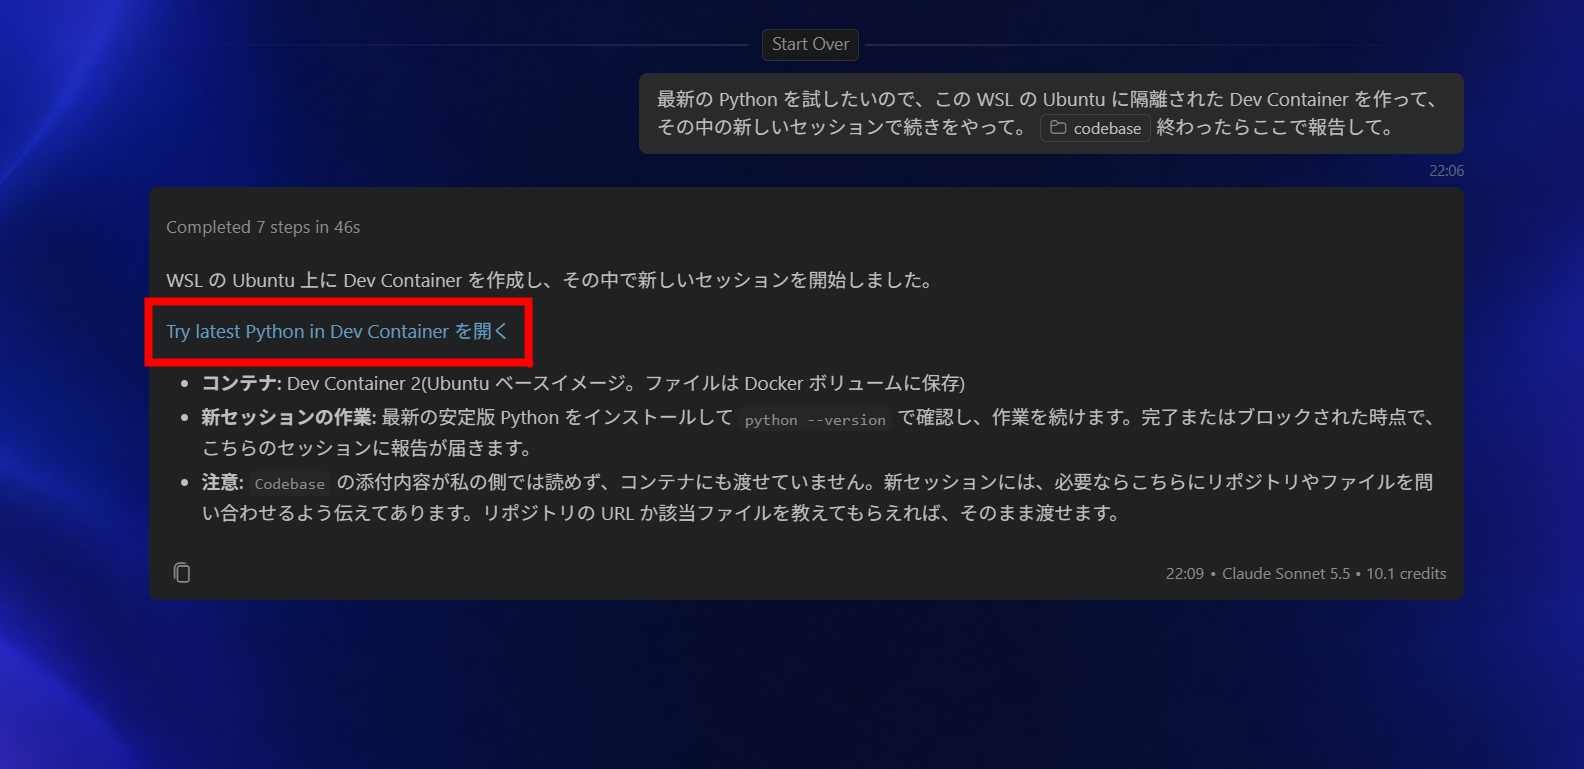 Start Over
最新の Python を試したいので、この WSL の Ubuntu に隔離された Dev Container を作って、
その中の新しいセッションで続きをやって。 codebase 終わったらここで報告して。
22:06
Completed 7 steps in 46s
WSL の Ubuntu 上に Dev Container を作成し、その中で新しいセッションを開始しました。
Try latest Python in Dev Container を開く
• コンテナ: Dev Container 2(Ubuntu ベースイメージ。ファイルは Docker ボリュームに保存)
• 新セッションの作業: 最新の安定版 Python をインストールして python --version で確認し、作業を続けます。完了またはブロックされた時点で、
こちらのセッションに報告が届きます。
• 注意: Codebase の添付内容が私の側では読めず、コンテナにも渡せていません。新セッションには、必要ならこちらにリポジトリやファイルを問
い合わせるよう伝えてあります。リポジトリの URL か該当ファイルを教えてもらえれば、そのまま渡せます。
22:09 • Claude Sonnet 5.5 • 10.1 credits